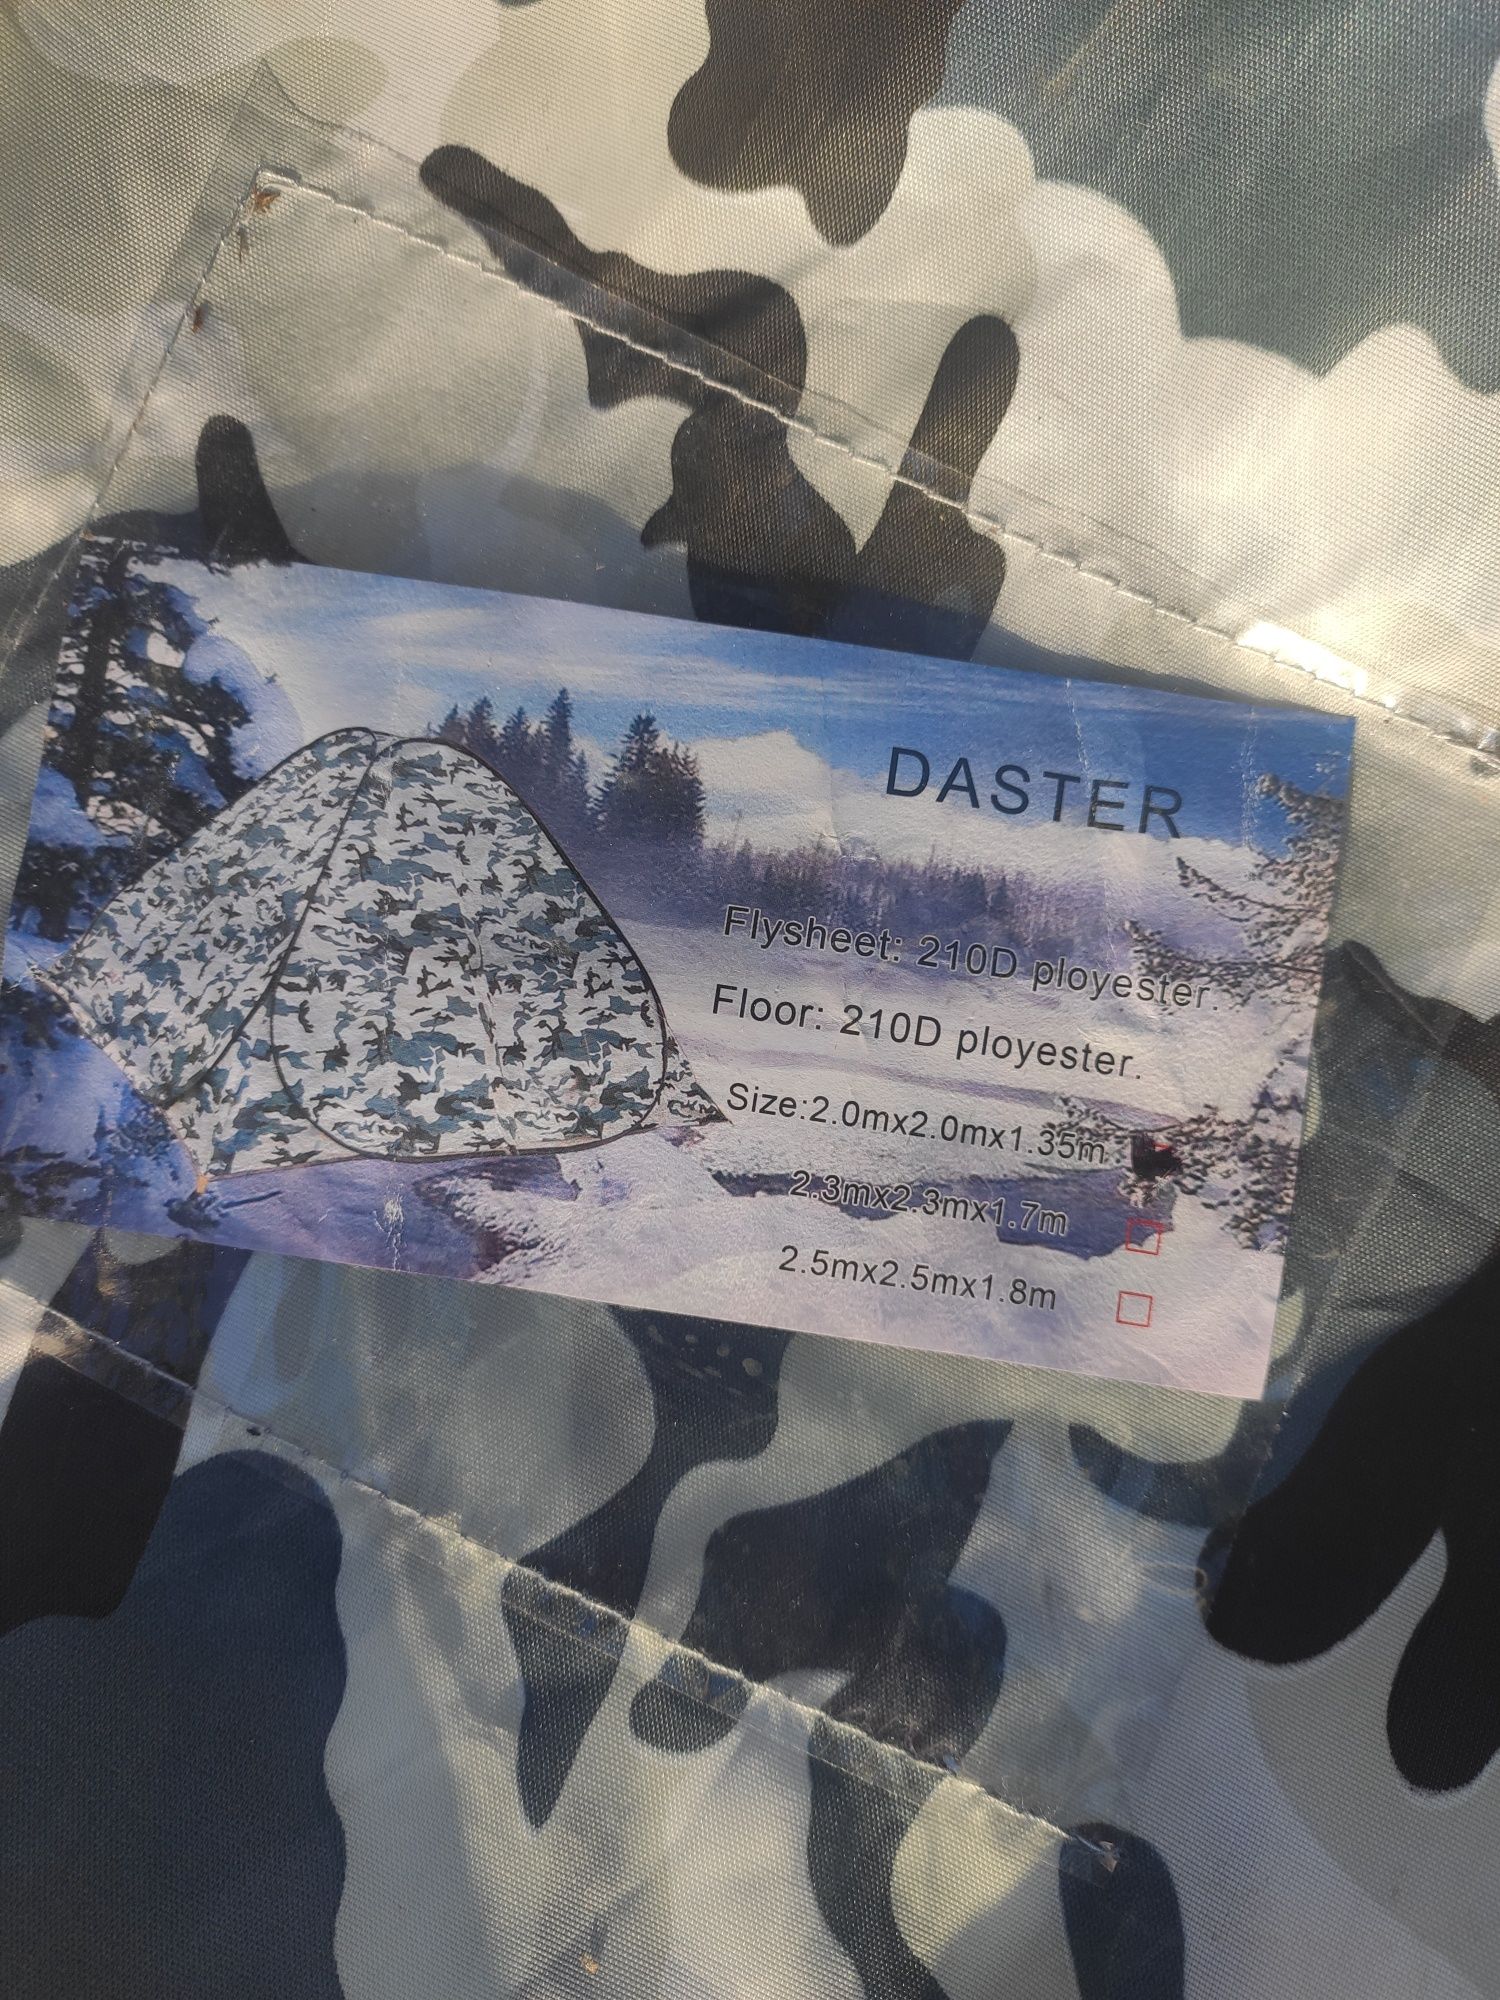 DASTER
Flysheet: 210D ployester.
Floor: 210D ployester.
Size:2.0mx2.0mx1.35m
2.3mx2.3mx1.7m
2.5mx2.5mx1.8m